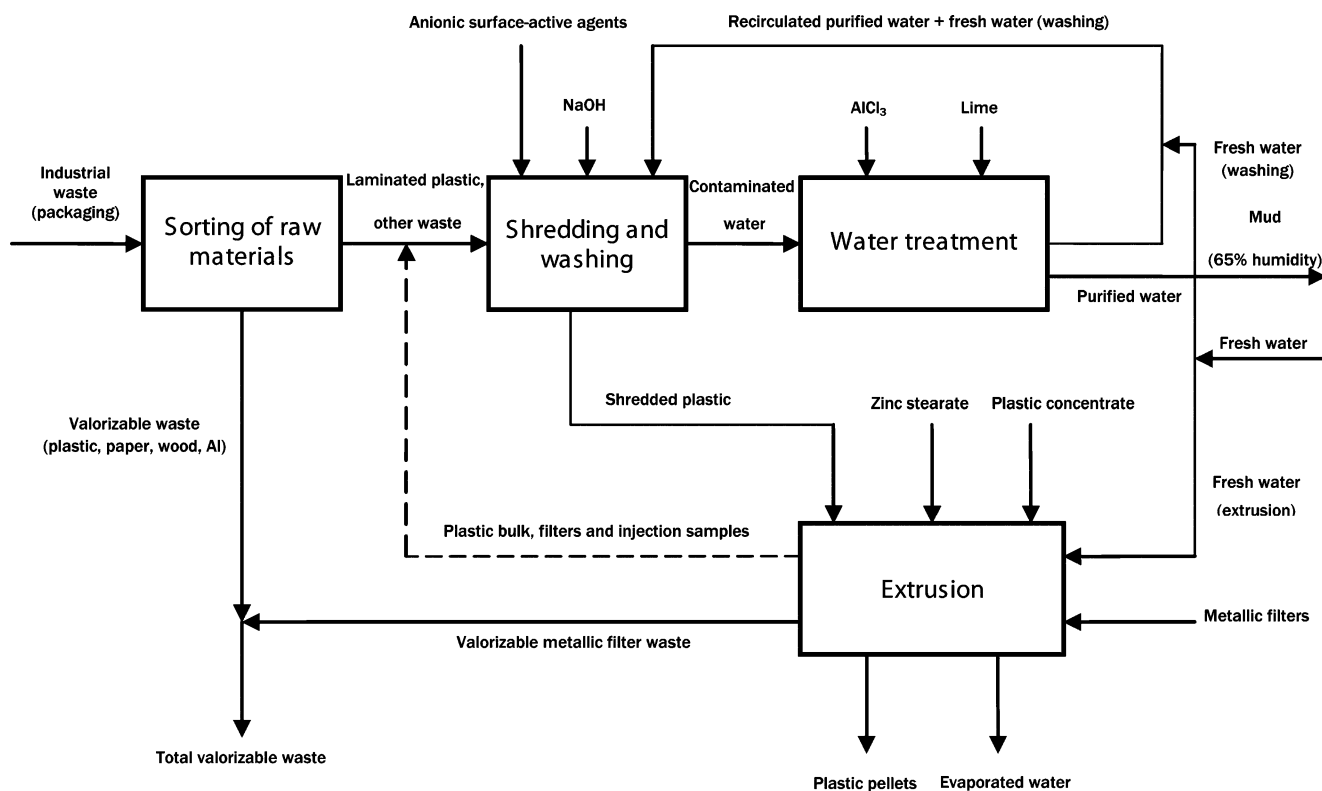 Anionic surface-active agents
Recirculated purified water + fresh water (washing)
NaOH
AlCl₃
Lime
Industrial
waste
(packaging)
Sorting of raw
materials
Laminated plastic,
other waste
Shredding and
washing
Contaminated
water
Water treatment
Fresh water
(washing)
Mud
(65% humidity)
Purified water
Fresh water
Valorizable waste
(plastic, paper, wood, Al)
Shredded plastic
Zinc stearate
Plastic concentrate
Fresh water
(extrusion)
Plastic bulk, filters and injection samples
Extrusion
Metallic filters
Valorizable metallic filter waste
Total valorizable waste
Plastic pellets
Evaporated water